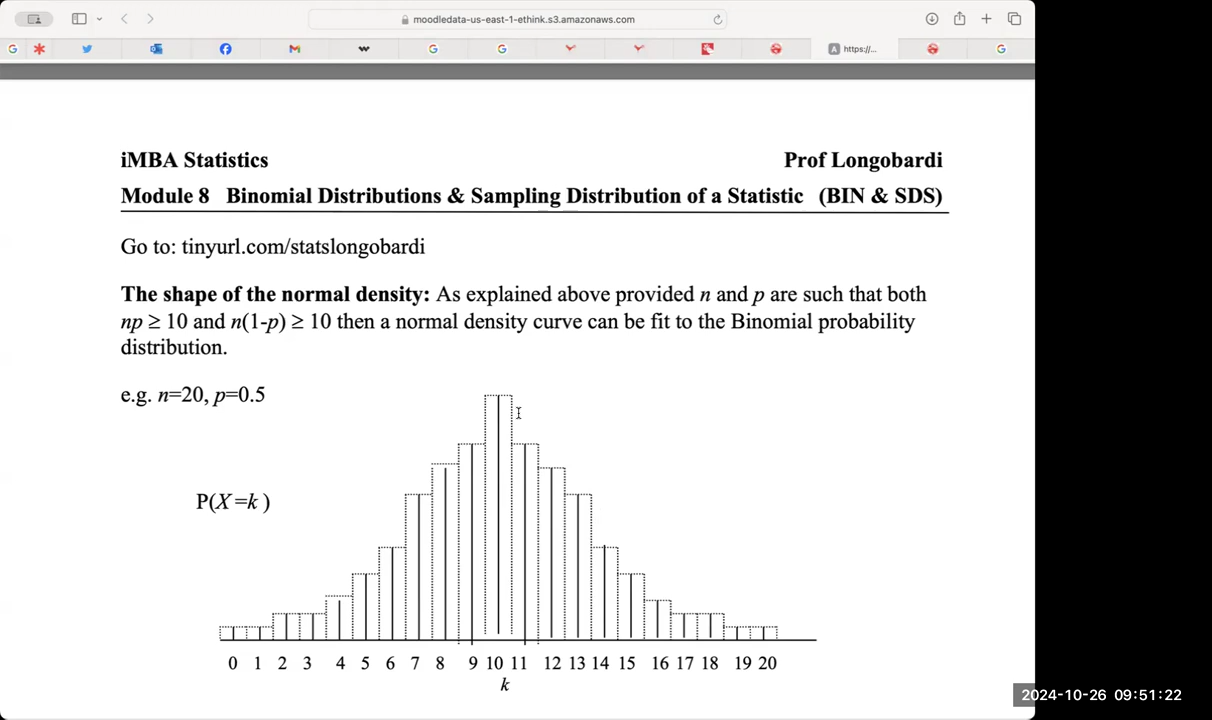 moodledata-us-east-1-ethink.s3.amazonaws.com
https://...
iMBA Statistics Prof Longobardi
Module 8 Binomial Distributions & Sampling Distribution of a Statistic (BIN & SDS)
Go to: tinyurl.com/statslongobardi
The shape of the normal density: As explained above provided n and p are such that both
np ≥ 10 and n(1-p) ≥ 10 then a normal density curve can be fit to the Binomial probability
distribution.
e.g. n=20, p=0.5
P(X=k )
0 1 2 3 4 5 6 7 8 9 10 11 12 13 14 15 16 17 18 19 20
k
2024-10-26 09:51:22